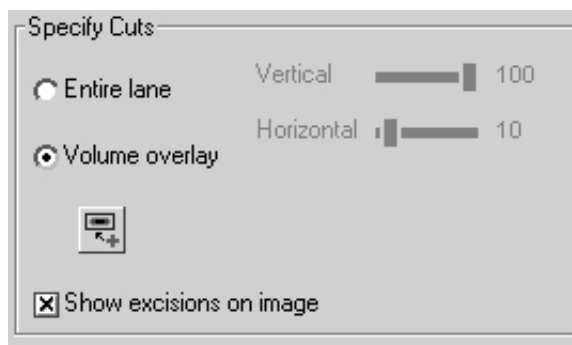 Specify Cuts
Entire lane
Vertical 100
Horizontal 10
Volume overlay
Show excisions on image